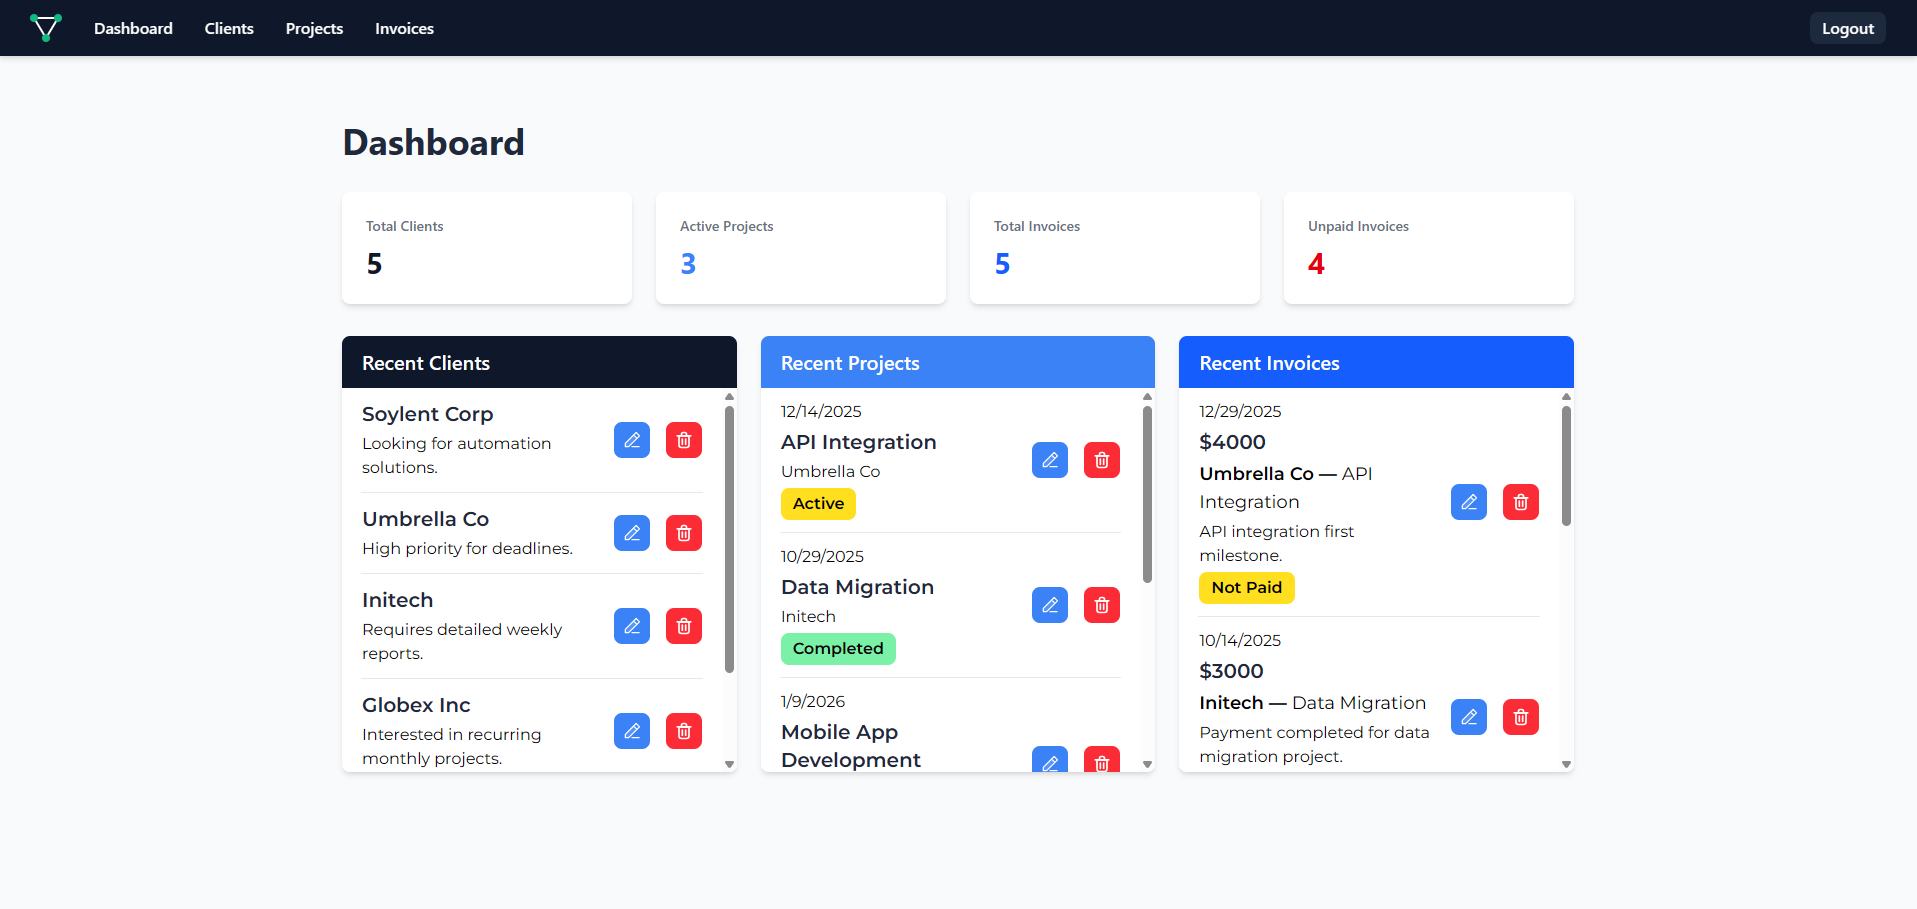 Dashboard
Clients
Projects
Invoices
Logout
Dashboard
Total Clients
5
Active Projects
3
Total Invoices
5
Unpaid Invoices
4
Recent Clients
Soylent Corp
Looking for automation
solutions.
Umbrella Co
High priority for deadlines.
Initech
Requires detailed weekly
reports.
Globex Inc
Interested in recurring
monthly projects.
Recent Projects
12/14/2025
API Integration
Umbrella Co
Active
10/29/2025
Data Migration
Initech
Completed
1/9/2026
Mobile App
Development
Recent Invoices
12/29/2025
$4000
Umbrella Co — API
Integration
API integration first
milestone.
Not Paid
10/14/2025
$3000
Initech — Data Migration
Payment completed for data
migration project.